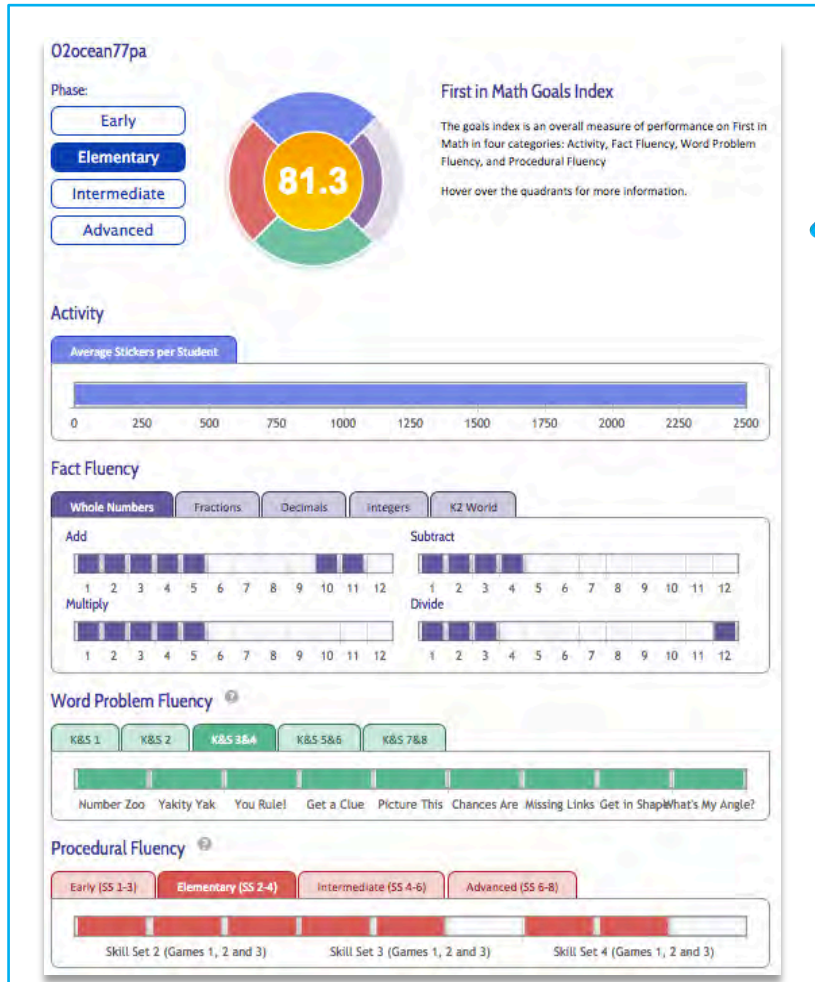 O2ocean77pa
Phase:
Early
Elementary
Intermediate
Advanced
81.3
First in Math Goals Index
The goals index is an overall measure of performance on First in
Math in four categories: Activity, Fact Fluency, Word Problem
Fluency, and Procedural Fluency
Hover over the quadrants for more information.
Activity
Average Stickers per Student
0 250 500 750 1000 1250 1500 1750 2000 2250 2500
Fact Fluency
Whole Numbers Fractions Decimals Integers K2 World
Add Subtract
1 2 3 4 5 6 7 8 9 10 11 12 1 2 3 4 5 6 7 8 9 10 11 12
Multiply Divide
1 2 3 4 5 6 7 8 9 10 11 12 1 2 3 4 5 6 7 8 9 10 11 12
Word Problem Fluency ?
K&S 1 K&S 2 K&S 3&4 K&S 5&6 K&S 7&8
Number Zoo Yakity Yak You Rule! Get a Clue Picture This Chances Are Missing Links Get in Shape What's My Angle?
Procedural Fluency ?
Early (SS 1-3) Elementary (SS 2-4) Intermediate (SS 4-6) Advanced (SS 6-8)
Skill Set 2 (Games 1, 2 and 3) Skill Set 3 (Games 1, 2 and 3) Skill Set 4 (Games 1, 2 and 3)